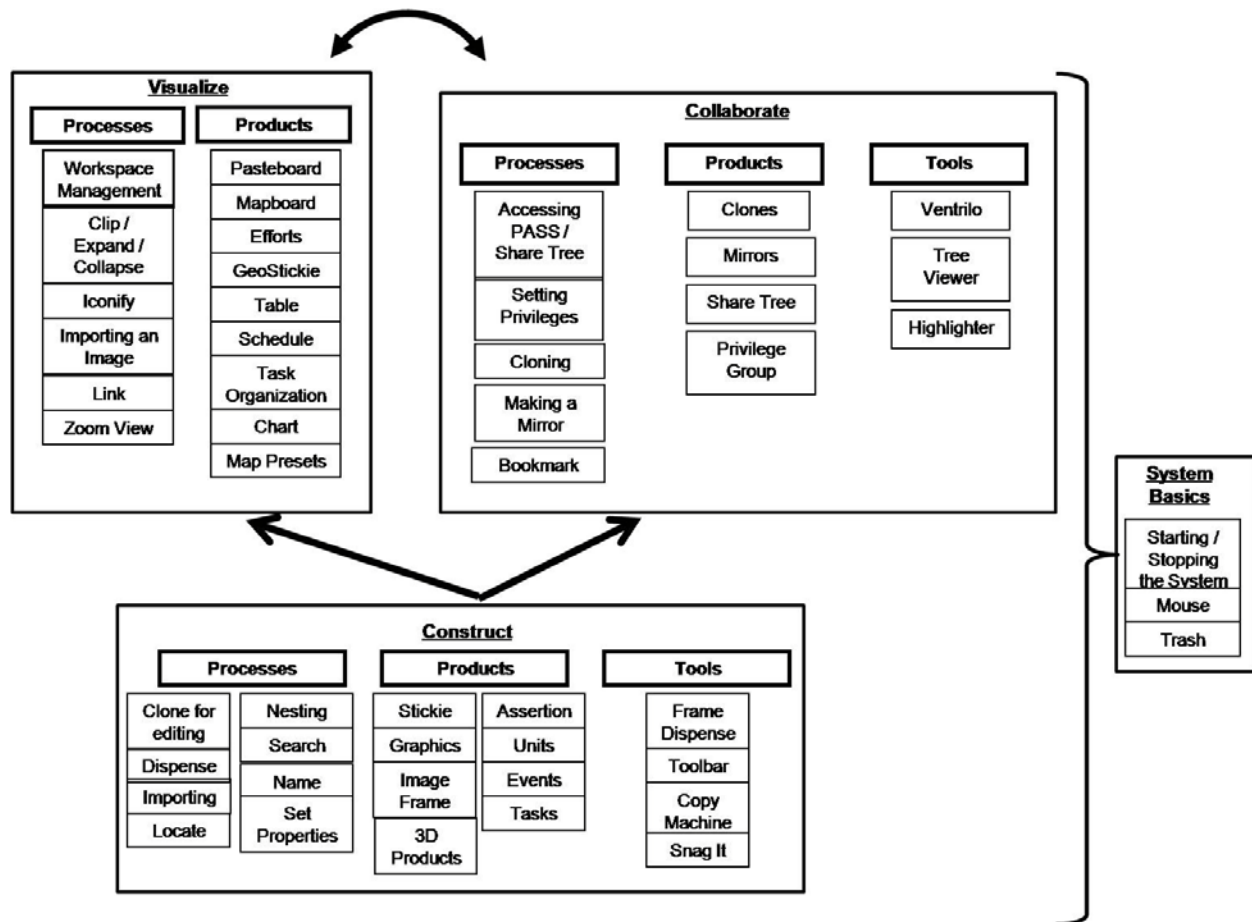 Visualize
Processes
Products
Workspace
Management
Clip /
Expand /
Collapse
Iconify
Importing an
Image
Link
Zoom View
Pasteboard
Mapboard
Efforts
GeoStickie
Table
Schedule
Task
Organization
Chart
Map Presets
Collaborate
Processes
Products
Tools
Accessing
PASS /
Share Tree
Setting
Privileges
Cloning
Making a
Mirror
Bookmark
Clones
Mirrors
Share Tree
Privilege
Group
Ventrilo
Tree
Viewer
Highlighter
System
Basics
Starting /
Stopping
the System
Mouse
Trash
Construct
Processes
Products
Tools
Clone for
editing
Dispense
Importing
Locate
Nesting
Search
Name
Set
Properties
Stickie
Graphics
Image
Frame
3D
Products
Assertion
Units
Events
Tasks
Frame
Dispense
Toolbar
Copy
Machine
Snag It